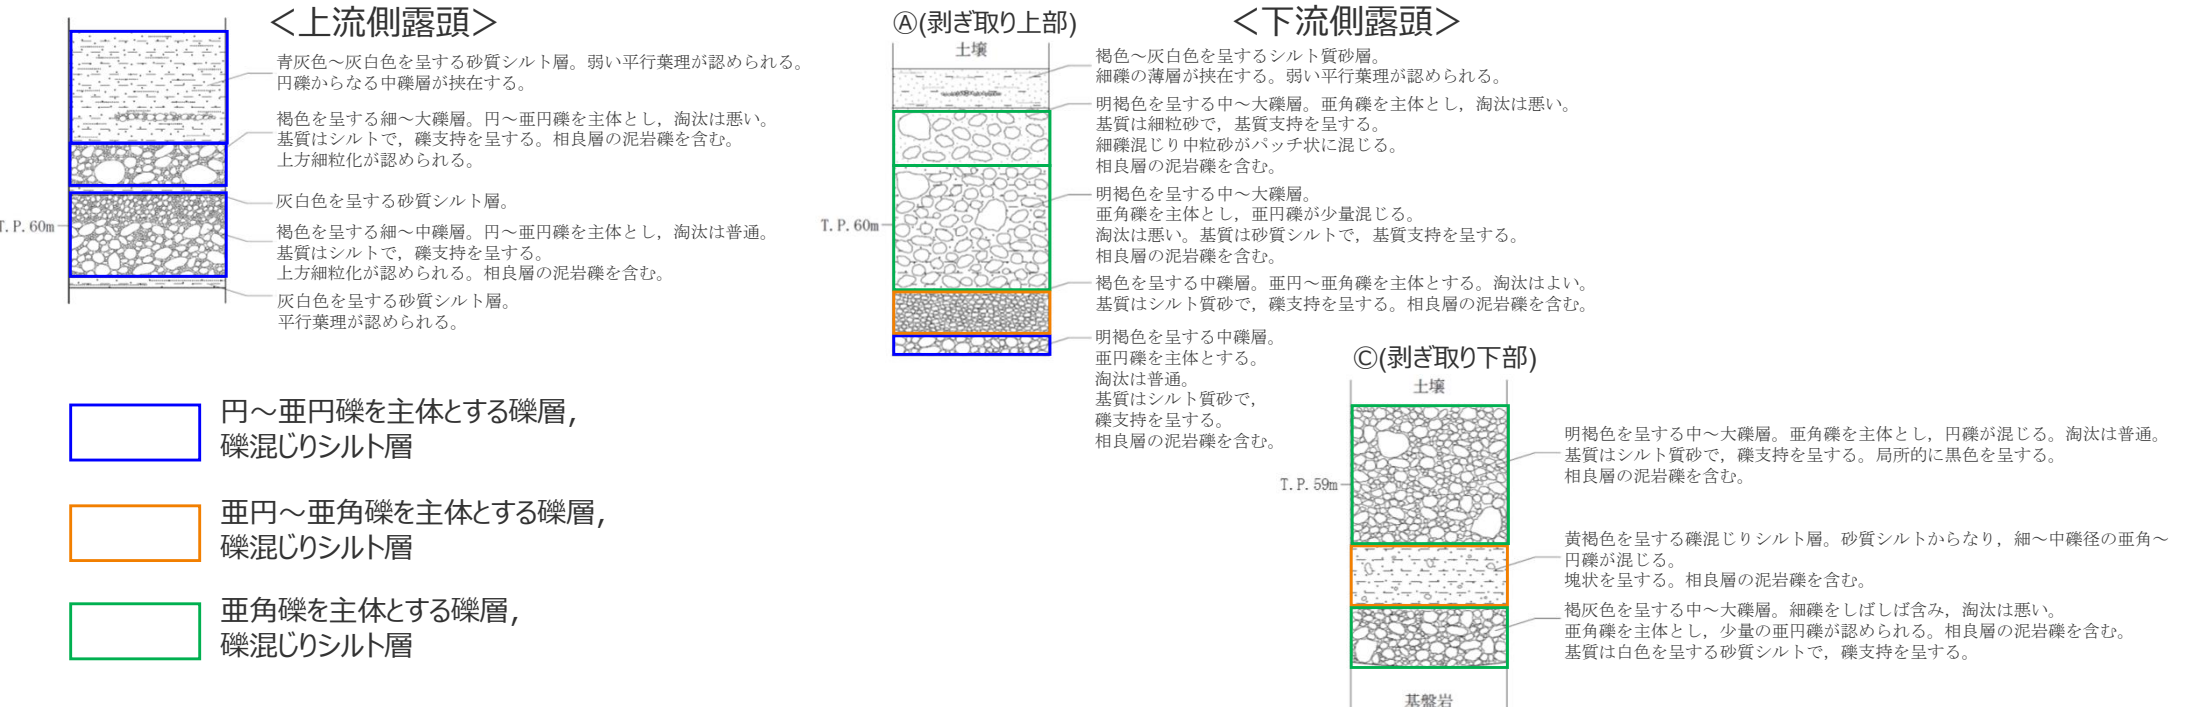 ＜上流側露頭＞
青灰色～灰白色を呈する砂質シルト層。弱い平行葉理が認められる。
円礫からなる中礫層が挟在する。
褐色を呈する細～大礫層。円～亜円礫を主体とし，淘汰は悪い。
基質はシルトで，礫支持を呈する。相良層の泥岩礫を含む。
上方細粒化が認められる。
灰白色を呈する砂質シルト層。
T.P.60m
褐色を呈する細～中礫層。円～亜円礫を主体とし，淘汰は普通。
基質はシルトで，礫支持を呈する。
上方細粒化が認められる。相良層の泥岩礫を含む。
灰白色を呈する砂質シルト層。
平行葉理が認められる。
円～亜円礫を主体とする礫層,
礫混じりシルト層
亜円～亜角礫を主体とする礫層,
礫混じりシルト層
亜角礫を主体とする礫層,
礫混じりシルト層
＜下流側露頭＞
Ⓐ(剥ぎ取り上部)
土壌
褐色～灰白色を呈するシルト質砂層。
細礫の薄層が挟在する。弱い平行葉理が認められる。
明褐色を呈する中～大礫層。亜角礫を主体とし，淘汰は悪い。
基質は細粒砂で，基質支持を呈する。
細礫混じり中粒砂がパッチ状に混じる。
相良層の泥岩礫を含む。
明褐色を呈する中～大礫層。
亜角礫を主体とし，亜円礫が少量混じる。
淘汰は悪い。基質は砂質シルトで，基質支持を呈する。
相良層の泥岩礫を含む。
T.P.60m
褐色を呈する中礫層。亜円～亜角礫を主体とする。淘汰はよい。
基質はシルト質砂で，礫支持を呈する。相良層の泥岩礫を含む。
明褐色を呈する中礫層。
亜円礫を主体とする。
淘汰は普通。
基質はシルト質砂で，
礫支持を呈する。
相良層の泥岩礫を含む。
Ⓒ(剥ぎ取り下部)
土壌
明褐色を呈する中～大礫層。亜角礫を主体とし，円礫が混じる。淘汰は普通。
基質はシルト質砂で，礫支持を呈する。局所的に黒色を呈する。
相良層の泥岩礫を含む。
T.P.59m
黄褐色を呈する礫混じりシルト層。砂質シルトからなり，細～中礫径の亜角～
円礫が混じる。
塊状を呈する。相良層の泥岩礫を含む。
褐灰色を呈する中～大礫層。細礫をしばしば含み，淘汰は悪い。
亜角礫を主体とし，少量の亜円礫が認められる。相良層の泥岩礫を含む。
基質は白色を呈する砂質シルトで，礫支持を呈する。
基盤岩